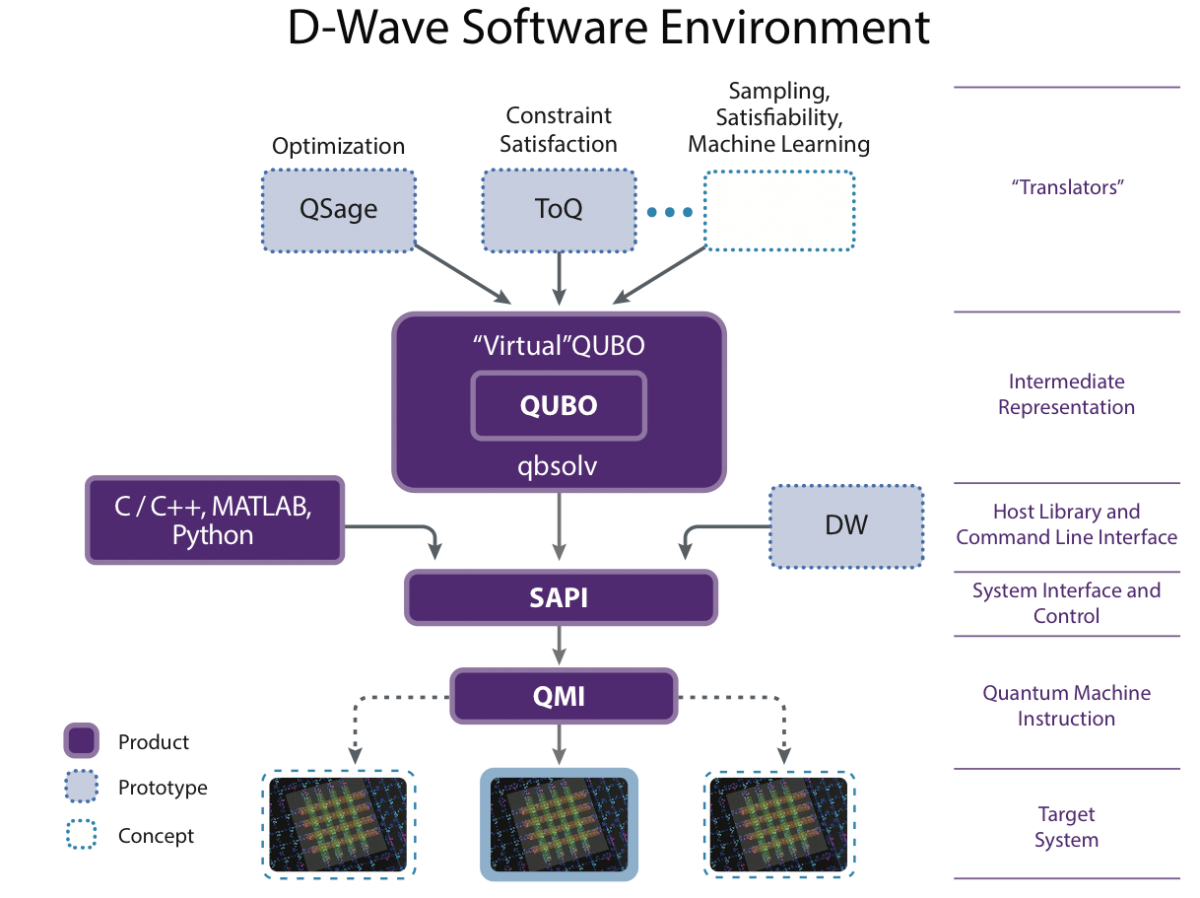 D-Wave Software Environment
Optimization
QSage
Constraint
Satisfaction
ToQ
Sampling,
Satisfiability,
Machine Learning
“Translators”
“Virtual”QUBO
QUBO
qbsolv
Intermediate
Representation
C / C++, MATLAB,
Python
DW
Host Library and
Command Line Interface
SAPI
System Interface and
Control
QMI
Quantum Machine
Instruction
Product
Prototype
Concept
Target
System